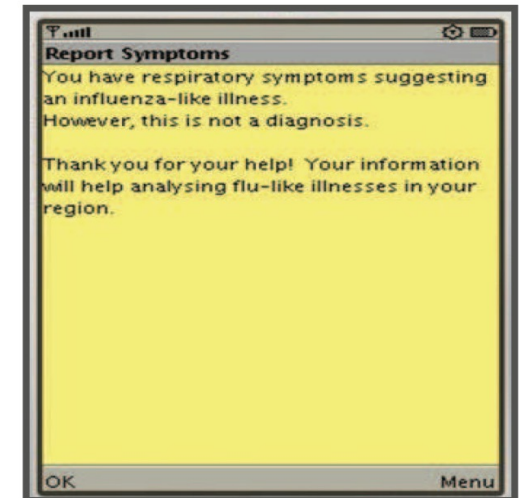 Report Symptoms
You have respiratory symptoms suggesting
an influenza-like illness.
However, this is not a diagnosis.
Thank you for your help! Your information
will help analysing flu-like illnesses in your
region.
OK
Menu